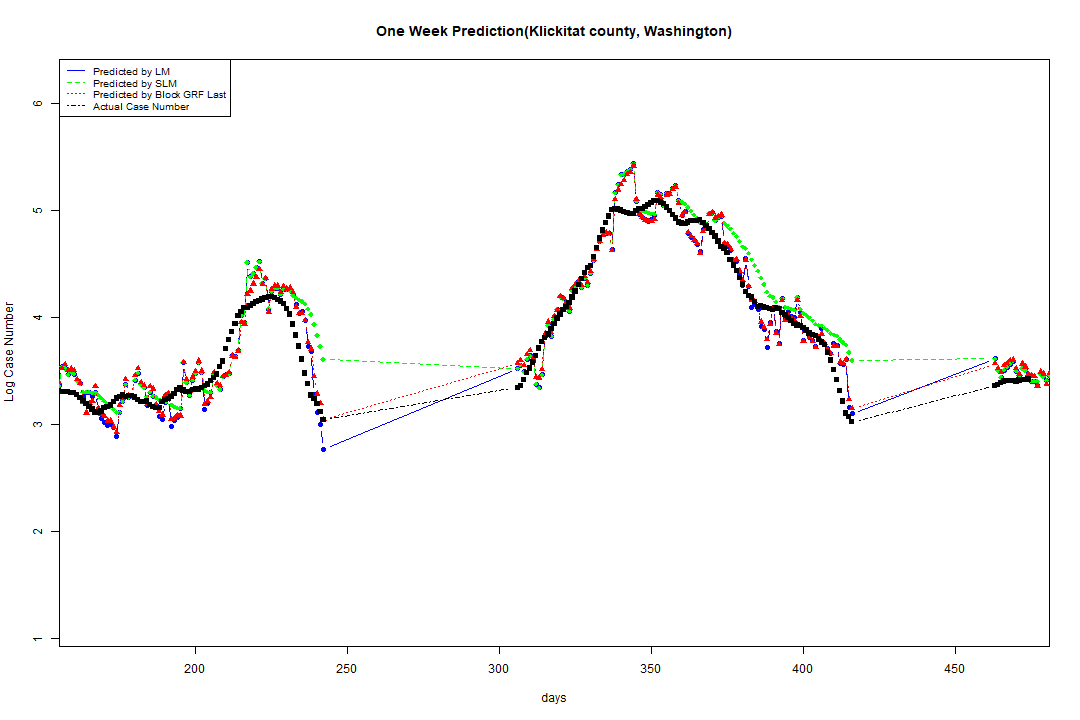 One Week Prediction(Klickitat county, Washington)
Predicted by LM
Predicted by SLM
Predicted by Block GRF Last
Actual Case Number
6
5
4
3
2
1
Log Case Number
200 250 300 350 400 450
days